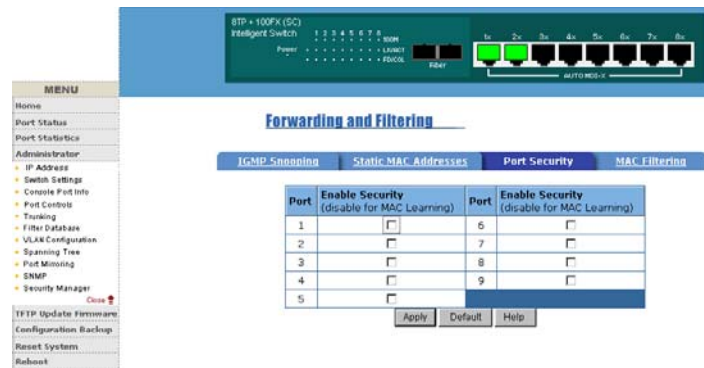 8TP + 100FX (SC)
Intelligent Switch
1 2 3 4 5 6 7 8
100M
Power
LK/ACT
FD/COL
Fiber
1x 2x 3x 4x 5x 6x 7x 8x
AUTO MDI-X
MENU
Home
Port Status
Port Statistics
Administrator
IP Address
Switch Settings
Console Port Info
Port Controls
Trunking
Filter Database
VLAN Configuration
Spanning Tree
Port Mirroring
SNMP
Security Manager
Close
TFTP Update Firmware
Configuration Backup
Reset System
Reboot
Forwarding and Filtering
IGMP Snooping Static MAC Addresses Port Security MAC Filtering
Port Enable Security (disable for MAC Learning) Port Enable Security (disable for MAC Learning)
1 6
2 7
3 8
4 9
5
Apply Default Help